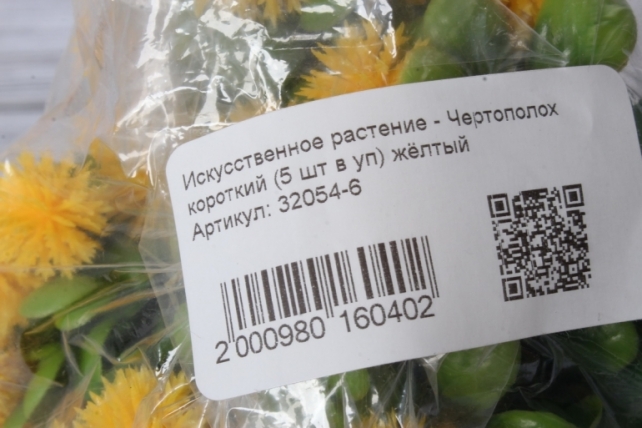 Искусственное растение - Чертополох
короткий (5 шт в уп) жёлтый
Артикул: 32054-6
2 000980 160402